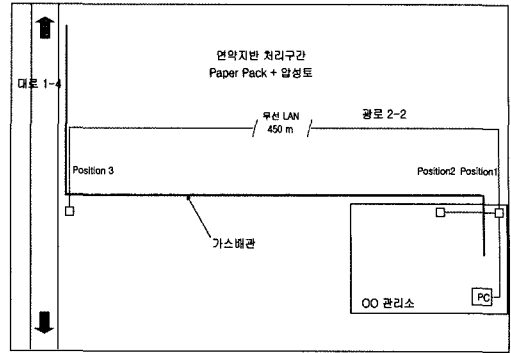 연약지반 처리구간
Paper Pack + 압성토
대로 1-4
무선 LAN
450 m
광로 2-2
Position 3
Position2 Position1
가스배관
OO 관리소
PC